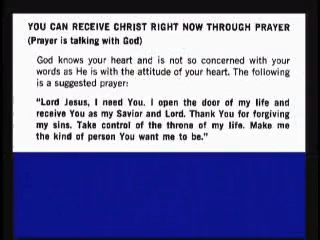 YOU CAN RECEIVE CHRIST RIGHT NOW THROUGH PRAYER
(Prayer is talking with God)
God knows your heart and is not so concerned with your
words as He is with the attitude of your heart. The following
is a suggested prayer:
"Lord Jesus, I need You. I open the door of my life and
receive You as my Savior and Lord. Thank You for forgiving
my sins. Take control of the throne of my life. Make me
the kind of person You want me to be."